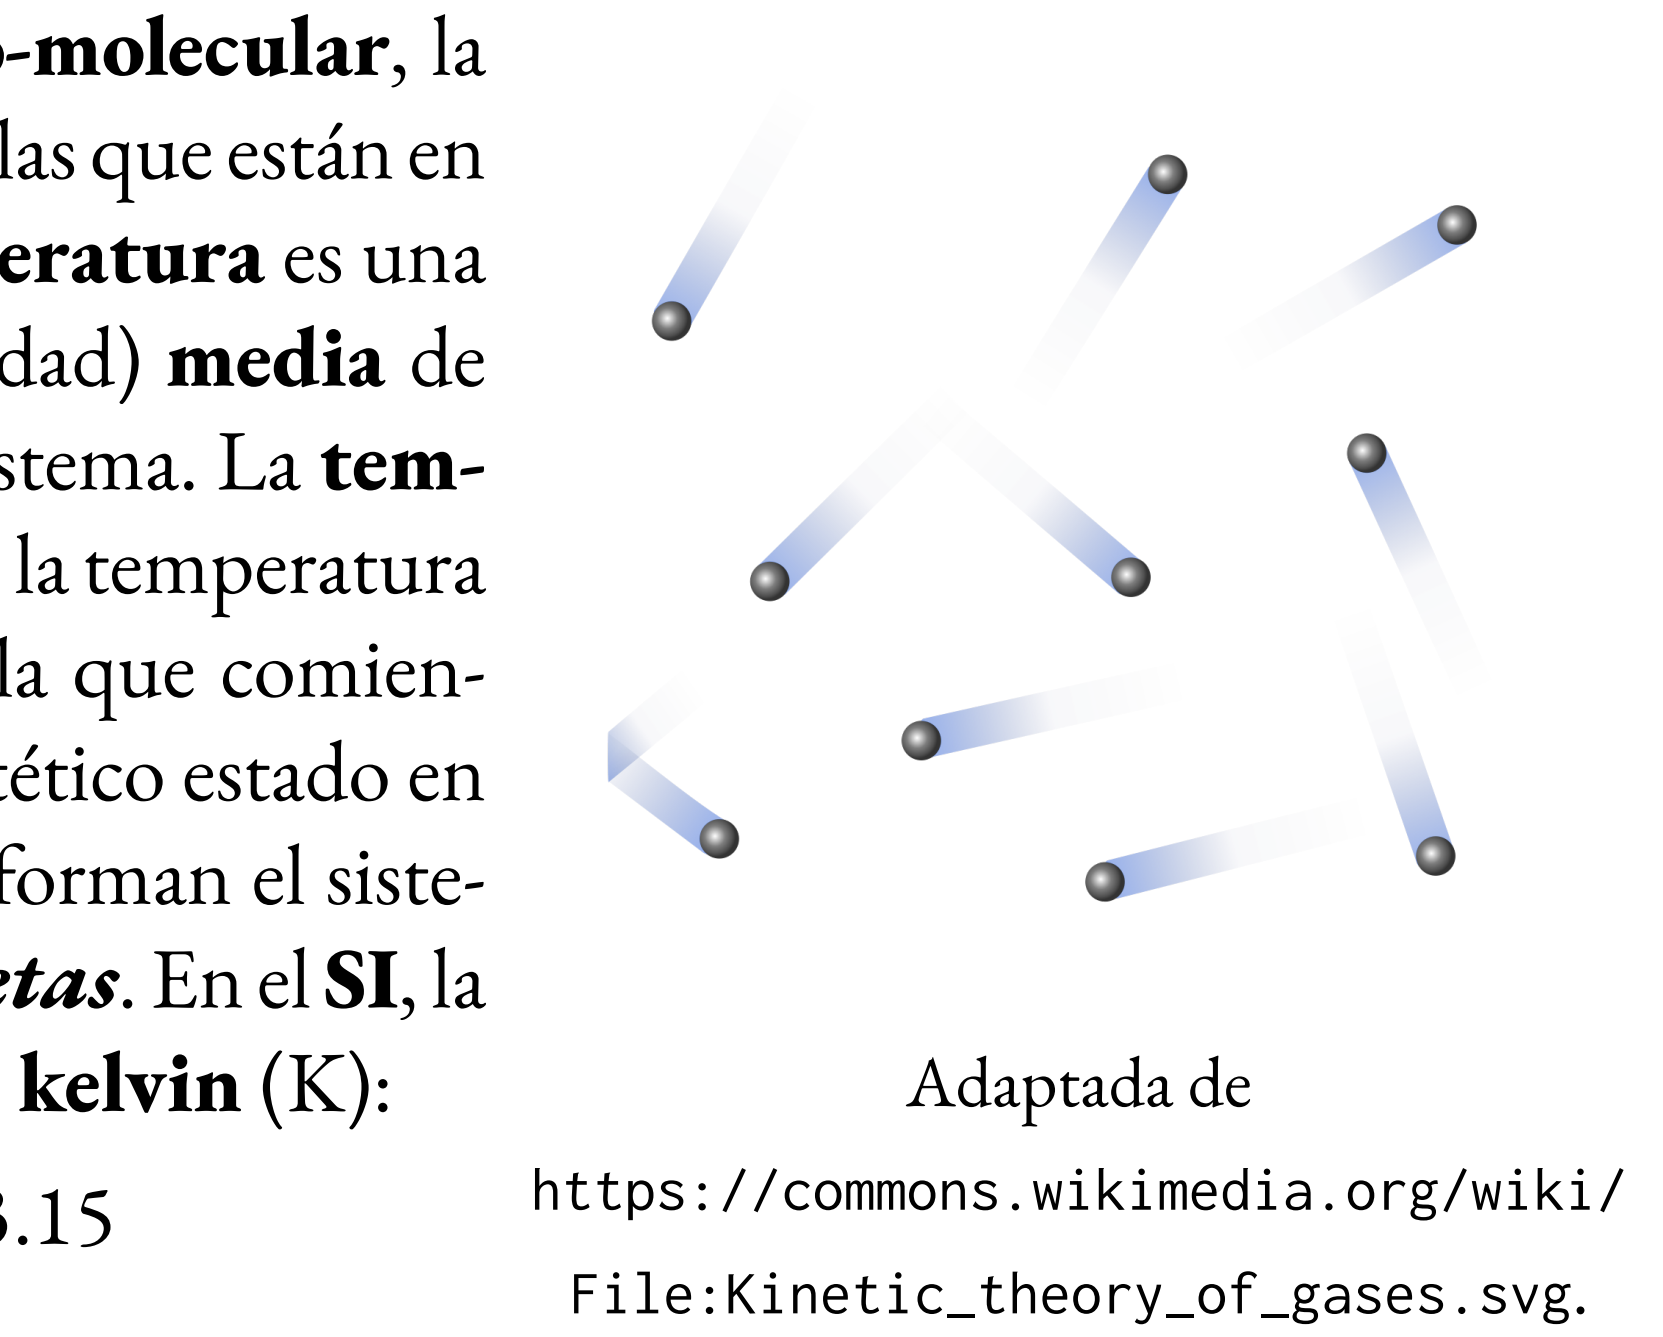 -molecular, la
las que están en
eratura es una
dad) media de
stema. La tem-
la temperatura
la que comien-
tético estado en
forman el siste-
etas. En el SI, la
kelvin (K):
.15
Adaptada de
https://commons.wikimedia.org/wiki/
File:Kinetic_theory_of_gases.svg.